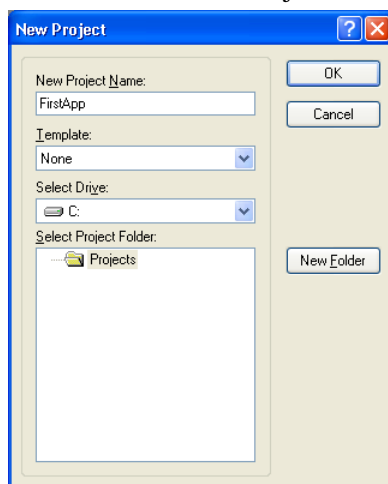 New Project
New Project Name:
OK
FirstApp
Cancel
Template:
None
Select Drive:
C:
Select Project Folder:
Projects
New Folder